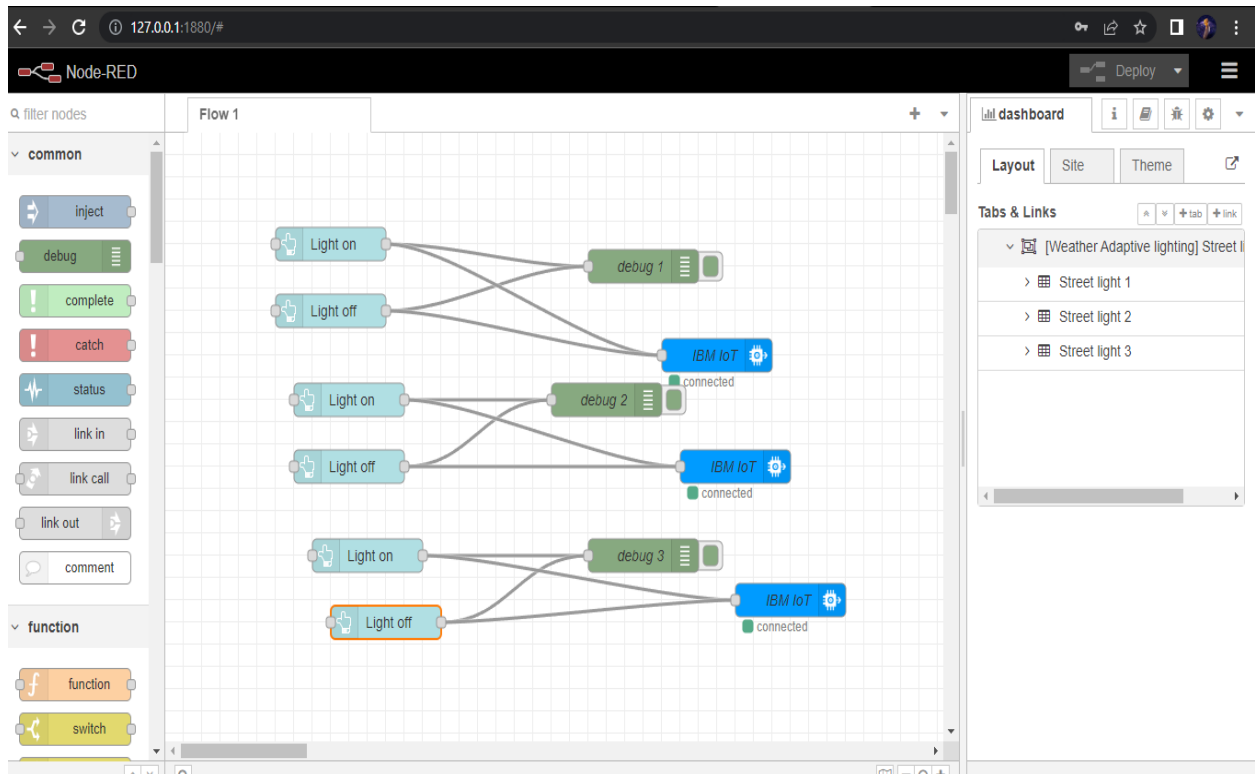 127.0.0.1:1880/#
Node-RED
Deploy
filter nodes
Flow 1
dashboard
i
common
Layout
Site
Theme
Tabs & Links
tab
link
inject
debug
complete
catch
status
link in
link call
link out
comment
function
function
switch
Light on
Light off
debug 1
IBM IoT
connected
Light on
Light off
debug 2
IBM IoT
connected
Light on
Light off
debug 3
IBM IoT
connected
[Weather Adaptive lighting] Street li
Street light 1
Street light 2
Street light 3